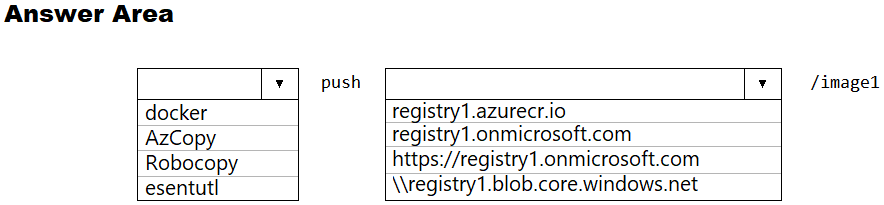 Answer Area
push /image1
docker registry1.azurecr.io
AzCopy registry1.onmicrosoft.com
Robocopy https://registry1.onmicrosoft.com
esentutl \\registry1.blob.core.windows.net